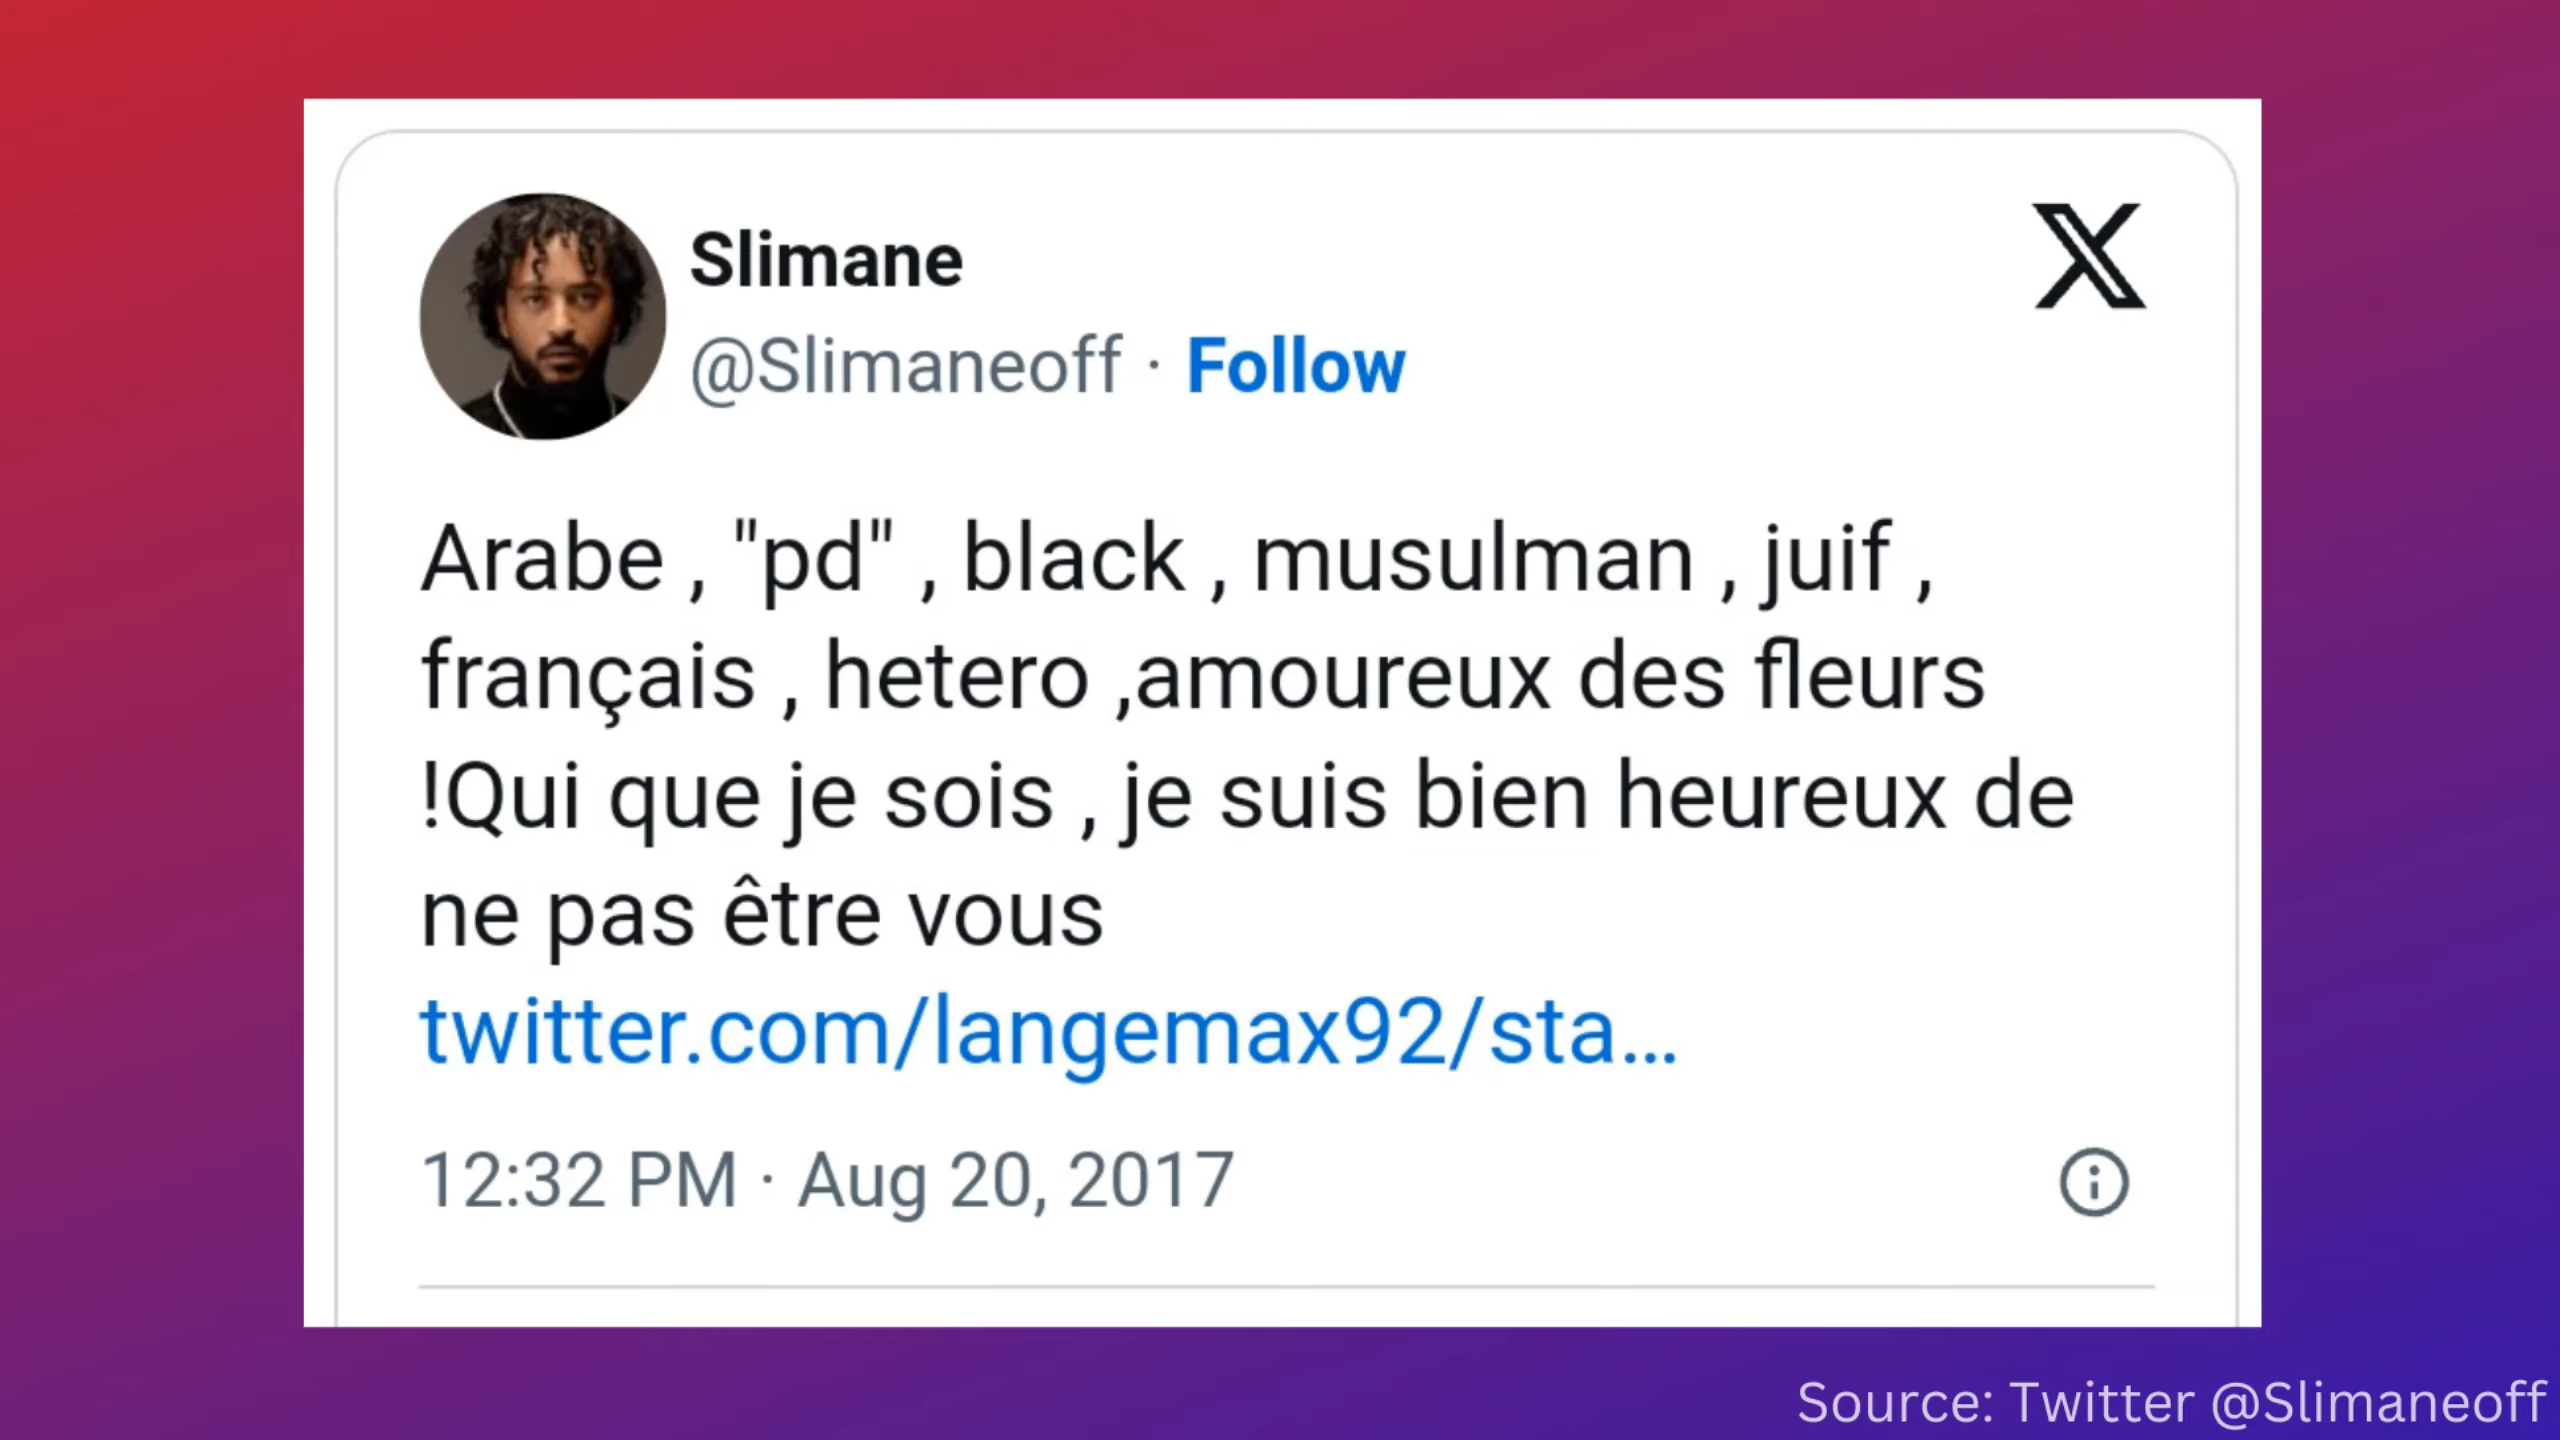 Slimane
@Slimaneoff · Follow
Arabe , "pd" , black , musulman , juif ,
français , hetero ,amoureux des fleurs
!Qui que je sois , je suis bien heureux de
ne pas être vous
twitter.com/langemax92/sta…
12:32 PM · Aug 20, 2017
Source: Twitter @Slimaneoff